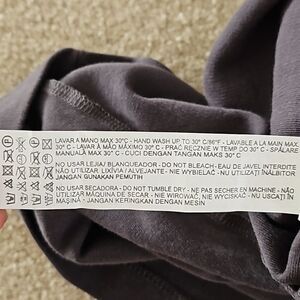 LAVAR A MANO MAX 30°C - HAND WASH UP TO 30° C/86°F - LAVABLE A LA MAIN MAX.
30° C - LAVAR À MÃO MÁXIMO 30° C - PRAĆ RĘCZNIE W TEMP DO 30° C - SPĂLARE
MANUALĂ MAX 30° C - CUCI DENGAN TANGAN MAKS 30° C
NO USAR LEJIA/ BLANQUEADOR - DO NOT BLEACH - EAU DE JAVEL INTERDITE
NÃO UTILIZAR LIXÍVIA / ALVEJANTE - NIE WYBIELAĆ - NU UTILIZAȚI ÎNĂLBITOR
JANGAN GUNAKAN PEMUTIH
NO USAR SECADORA - DO NOT TUMBLE DRY - NE PAS SECHER EN MACHINE - NÃO
UTILIZAR A MÁQUINA DE SECAR - NIE WIROWAĆ, NIE WYCISKAĆ - NU USCAȚI ÎN
MAȘINĂ - JANGAN KERINGKAN DENGAN MESIN